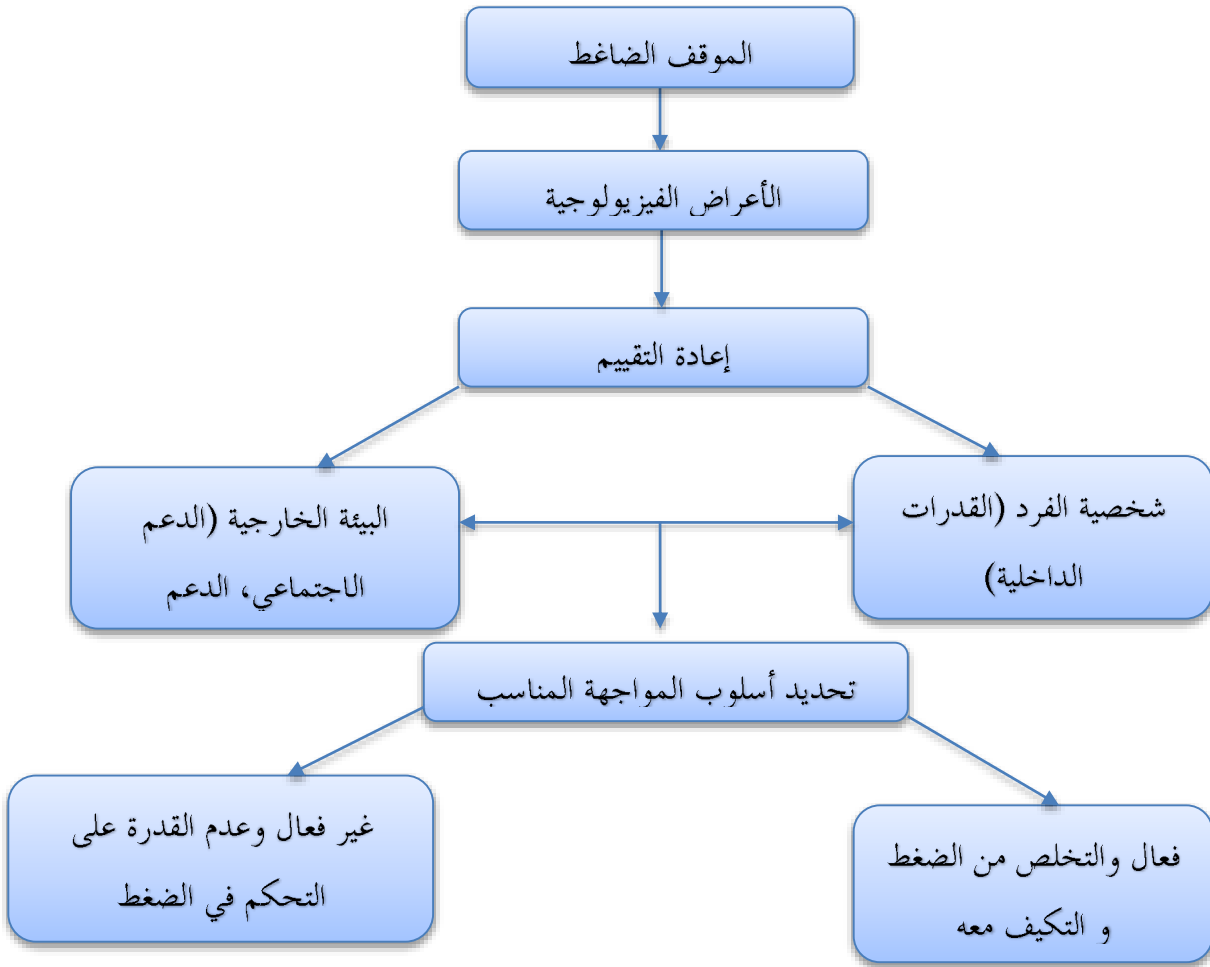 الموقف الضاغط
الأعراض الفيزيولوجية
إعادة التقييم
شخصية الفرد (القدرات
الداخلية)
البيئة الخارجية (الدعم
الاجتماعي، الدعم
تحديد أسلوب المواجهة المناسب
فعال والتخلص من الضغط
و التكيف معه
غير فعال وعدم القدرة على
التحكم في الضغط